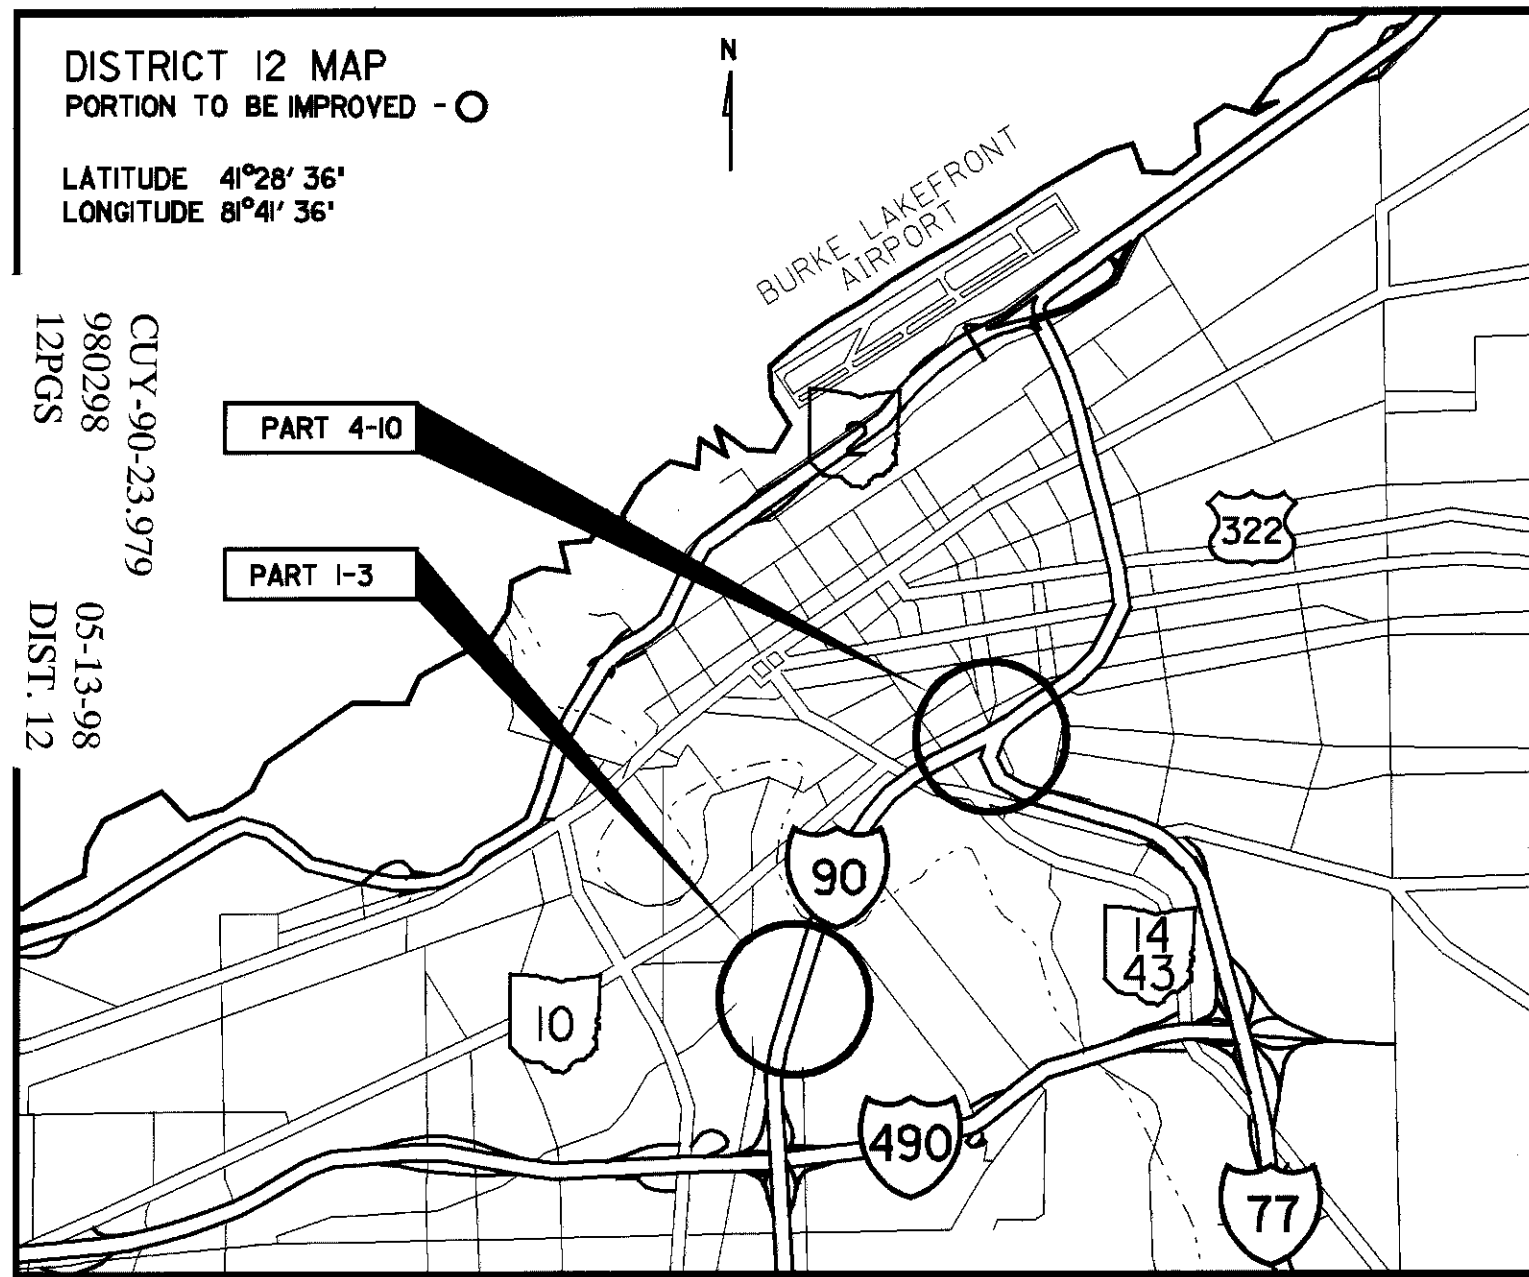 DISTRICT 12 MAP
PORTION TO BE IMPROVED -
LATITUDE 41°28' 36"
LONGITUDE 81°41' 36"
N
BURKE LAKEFRONT
AIRPORT
CUY-90-23.979
980298
12PGS
05-13-98
DIST. 12
PART 4-10
PART 1-3
2
322
90
14
43
10
490
77